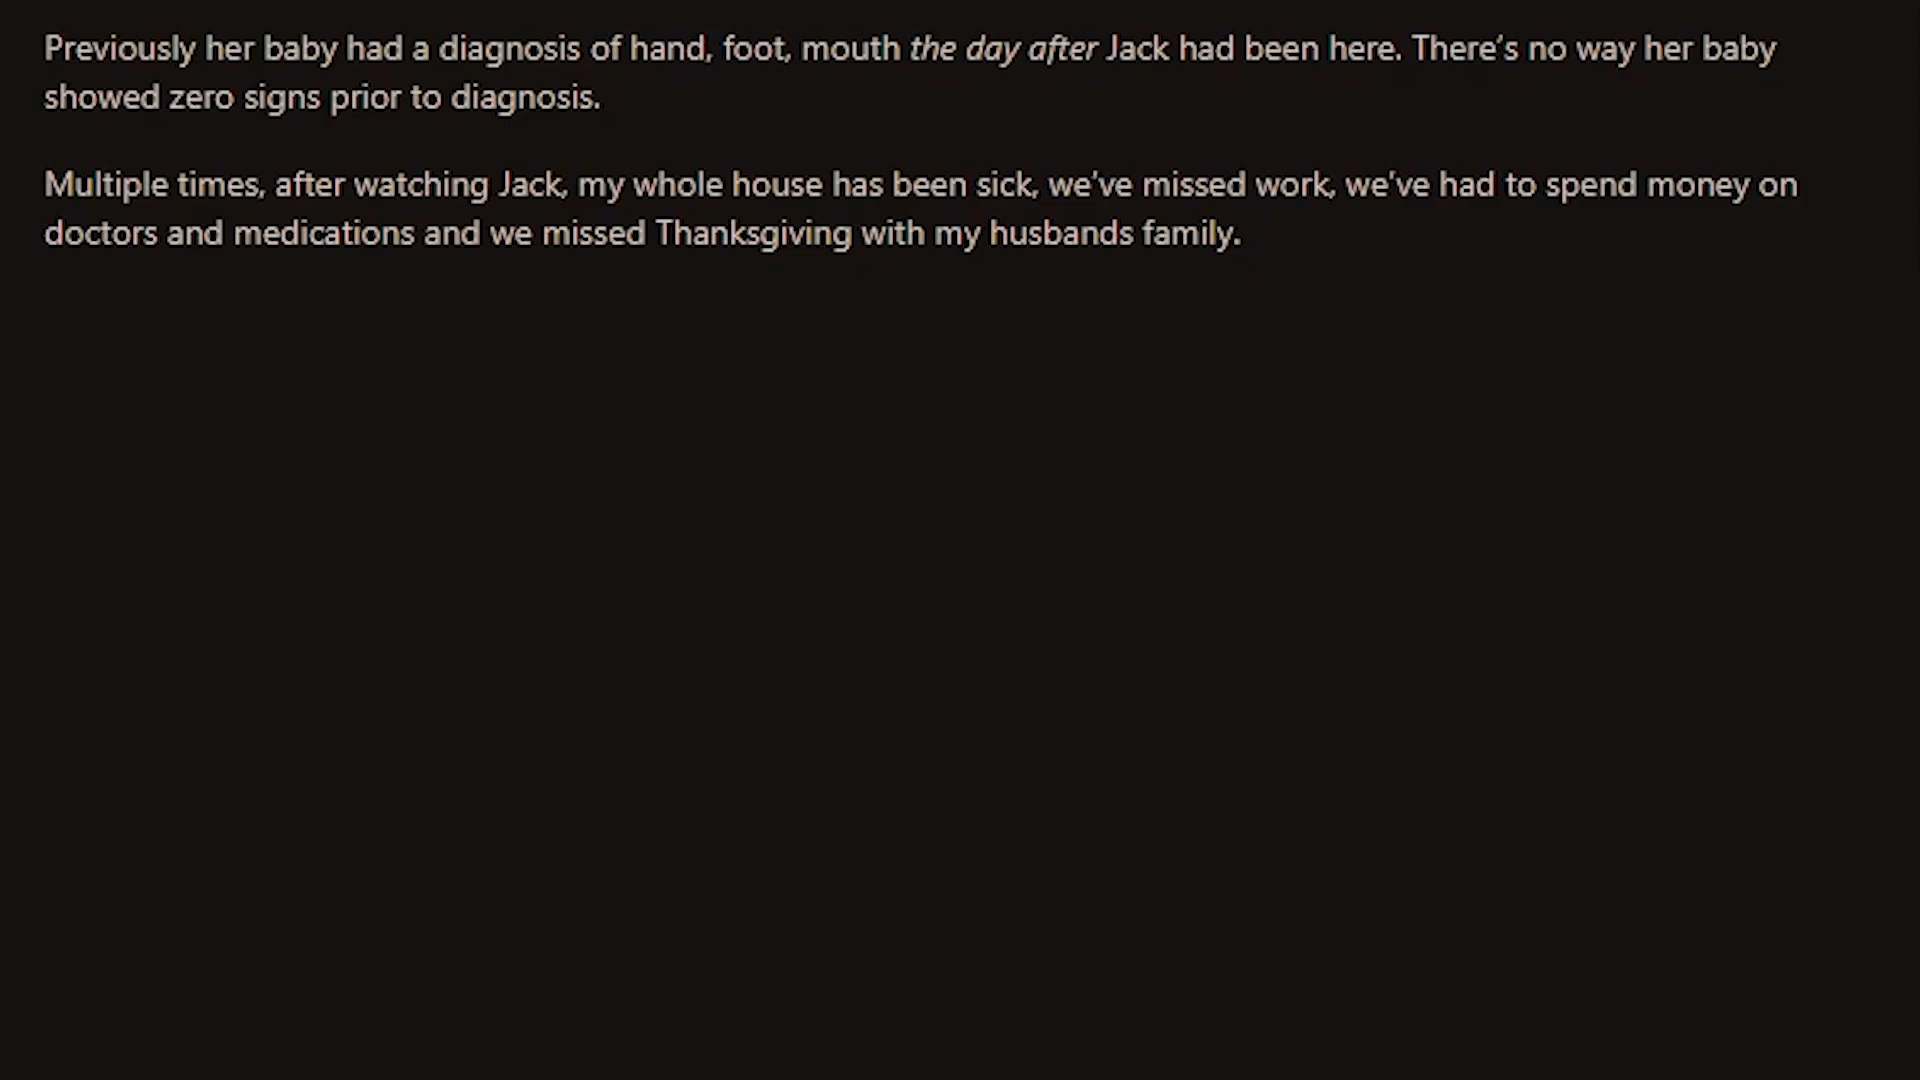 Previously her baby had a diagnosis of hand, foot, mouth the day after Jack had been here. There's no way her baby
showed zero signs prior to diagnosis.
Multiple times, after watching Jack, my whole house has been sick, we've missed work, we've had to spend money on
doctors and medications and we missed Thanksgiving with my husbands family.